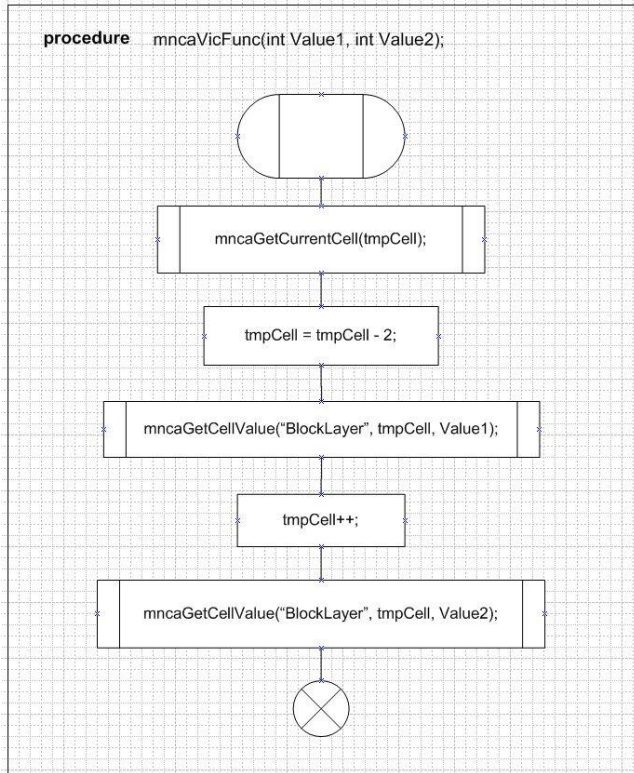 procedure mncaVicFunc(int Value1, int Value2);
mncaGetCurrentCell(tmpCell);
tmpCell = tmpCell - 2;
mncaGetCellValue(“BlockLayer”, tmpCell, Value1);
tmpCell++;
mncaGetCellValue(“BlockLayer”, tmpCell, Value2);